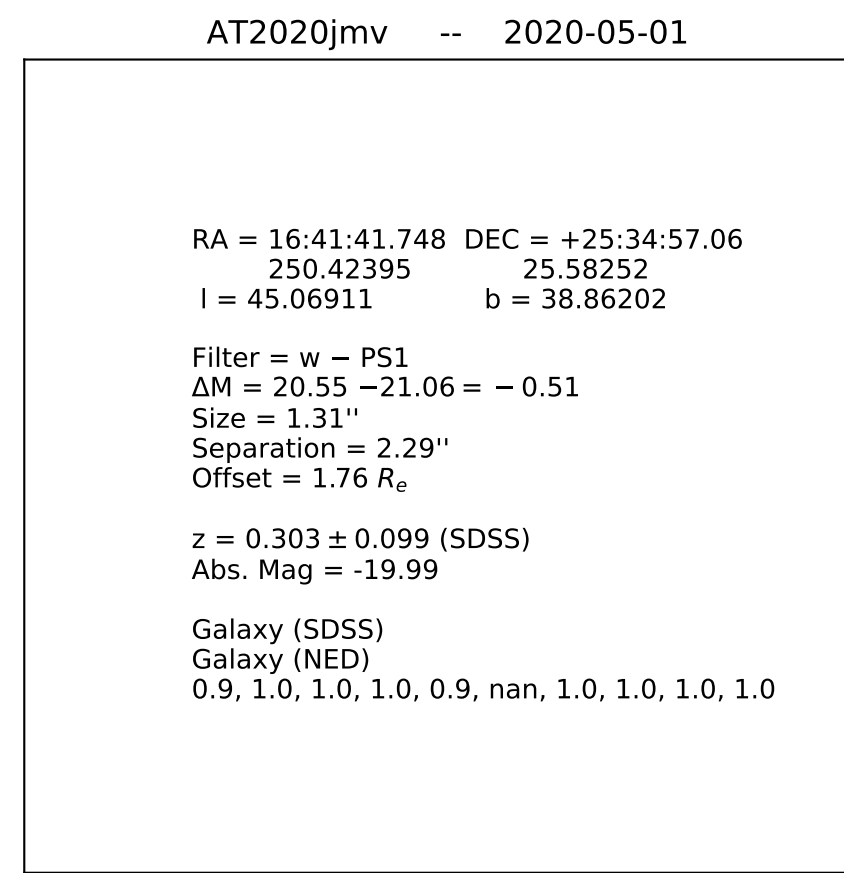 AT2020jmv -- 2020-05-01
RA = 16:41:41.748 DEC = +25:34:57.06
250.42395 25.58252
l = 45.06911 b = 38.86202
Filter = w − PS1
ΔM = 20.55 −21.06 = − 0.51
Size = 1.31''
Separation = 2.29''
Offset = 1.76 Rₑ
z = 0.303 ± 0.099 (SDSS)
Abs. Mag = -19.99
Galaxy (SDSS)
Galaxy (NED)
0.9, 1.0, 1.0, 1.0, 0.9, nan, 1.0, 1.0, 1.0, 1.0